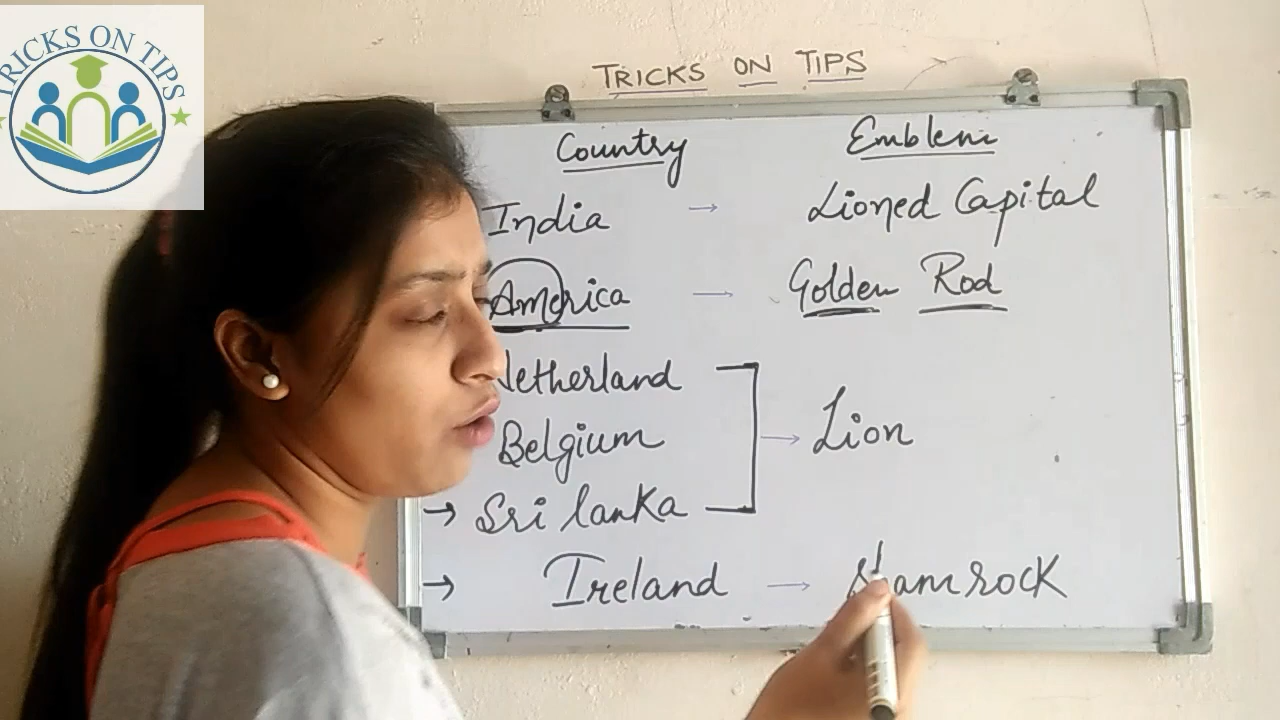 TRICKS ON TIPS
TRICKS ON TIPS
Country Emblem
India → Lioned Capital
America — Golden Rod
Netherland
Belgium → Lion
→ Sri lanka
→ Ireland → Shamrock